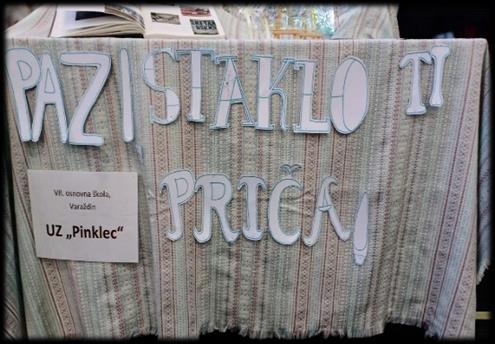 PAZI, STAKLO TI
PRIČA!
VII. osnovna škola,
Varaždin
UZ „Pinklec“